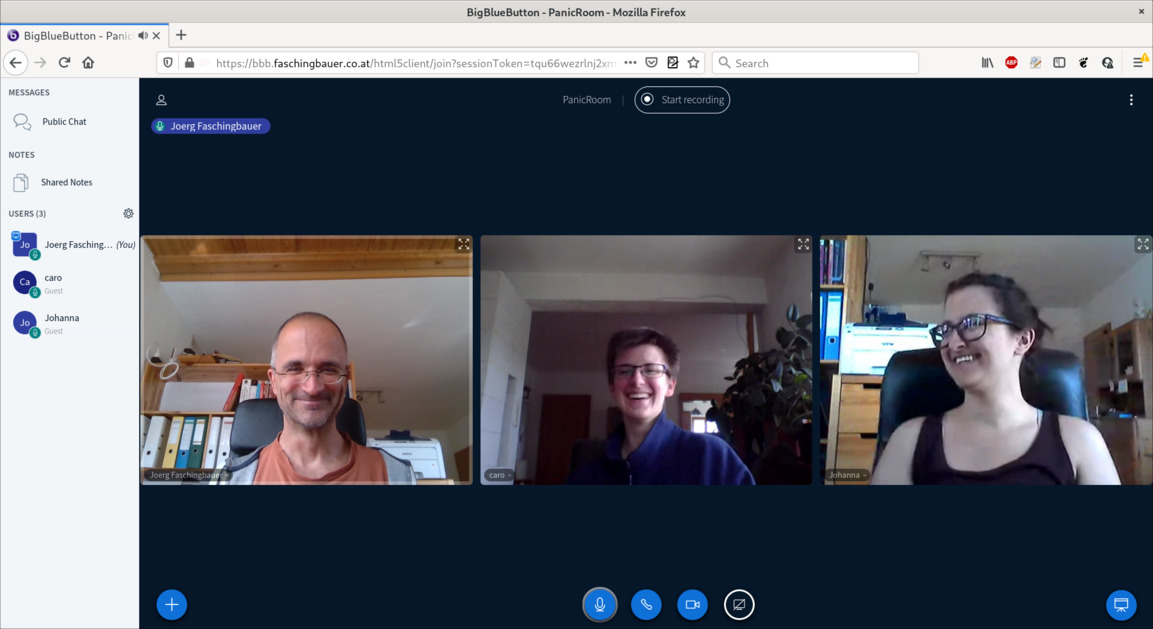 BigBlueButton - PanicRoom - Mozilla Firefox
BigBlueButton - Panic
https://bbb.faschingbauer.co.at/html5client/join?sessionToken=tqu66wezrlnj2xm
Search
ABP
MESSAGES
Public Chat
NOTES
Shared Notes
USERS (3)
Jo
Joerg Fasching... (You)
Ca
caro
Guest
Jo
Johanna
Guest
PanicRoom
Start recording
Joerg Faschingbauer
Joerg Faschingbauer
caro
Johanna